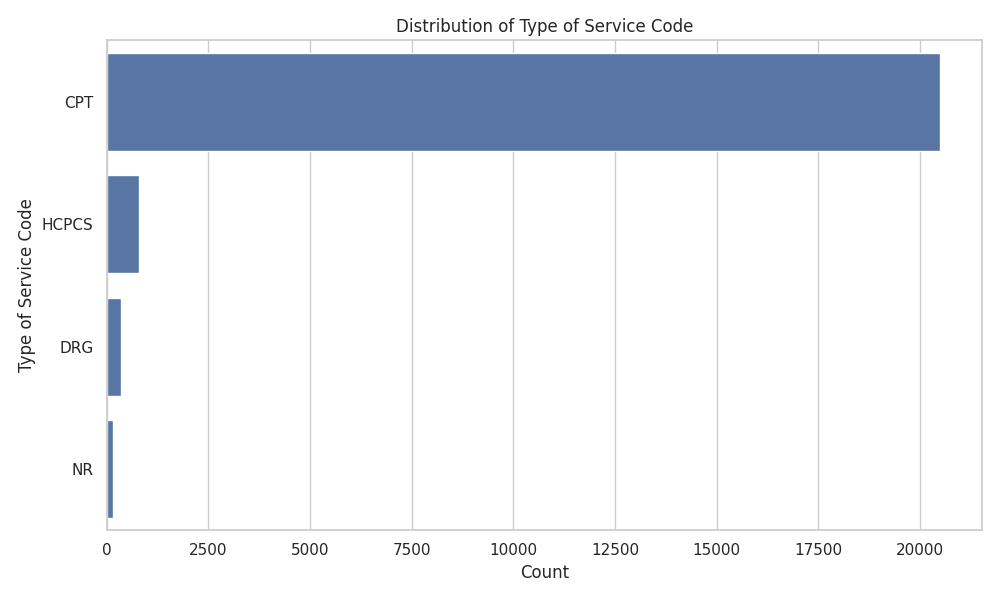 Distribution of Type of Service Code
Type of Service Code
CPT
HCPCS
DRG
NR
0 2500 5000 7500 10000 12500 15000 17500 20000
Count